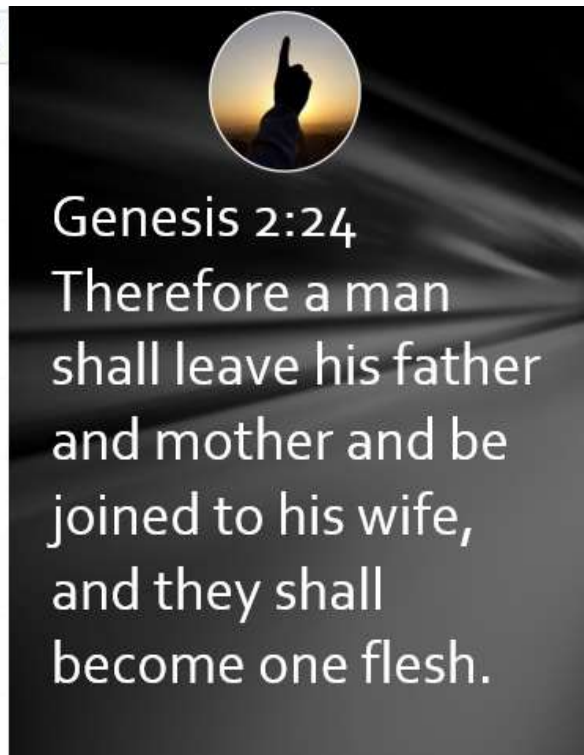 Genesis 2:24
Therefore a man
shall leave his father
and mother and be
joined to his wife,
and they shall
become one flesh.